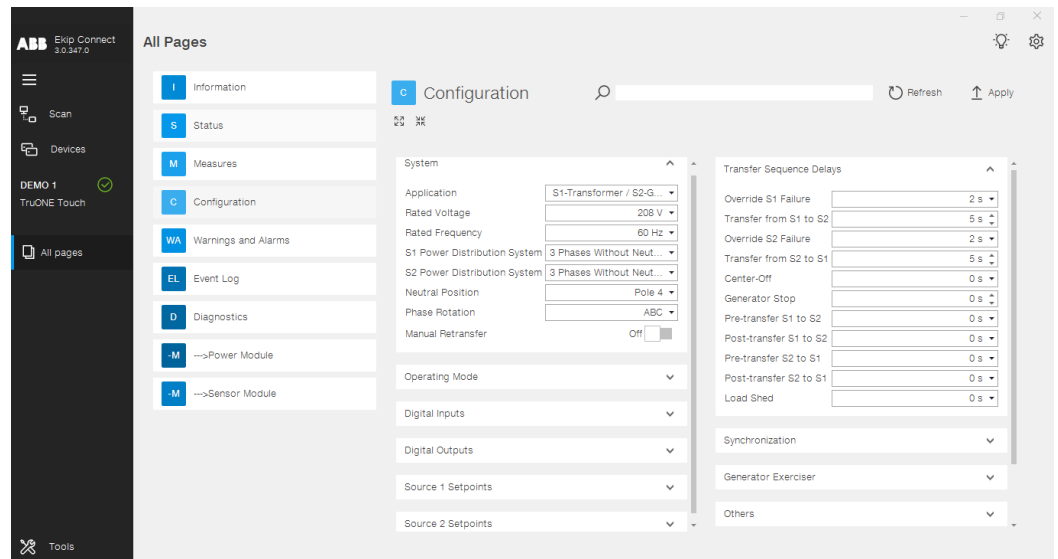 ABB Ekip Connect
3.0.347.0
All Pages
Scan
Devices
DEMO 1
TruONE Touch
All pages
Tools
I Information
S Status
M Measures
C Configuration
WA Warnings and Alarms
EL Event Log
D Diagnostics
-M --->Power Module
-M --->Sensor Module
C Configuration
Refresh
Apply
System
Application S1-Transformer / S2-G...
Rated Voltage 208 V
Rated Frequency 60 Hz
S1 Power Distribution System 3 Phases Without Neut...
S2 Power Distribution System 3 Phases Without Neut...
Neutral Position Pole 4
Phase Rotation ABC
Manual Retransfer Off
Operating Mode
Digital Inputs
Digital Outputs
Source 1 Setpoints
Source 2 Setpoints
Transfer Sequence Delays
Override S1 Failure 2 s
Transfer from S1 to S2 5 s
Override S2 Failure 2 s
Transfer from S2 to S1 5 s
Center-Off 0 s
Generator Stop 0 s
Pre-transfer S1 to S2 0 s
Post-transfer S1 to S2 0 s
Pre-transfer S2 to S1 0 s
Post-transfer S2 to S1 0 s
Load Shed 0 s
Synchronization
Generator Exerciser
Others